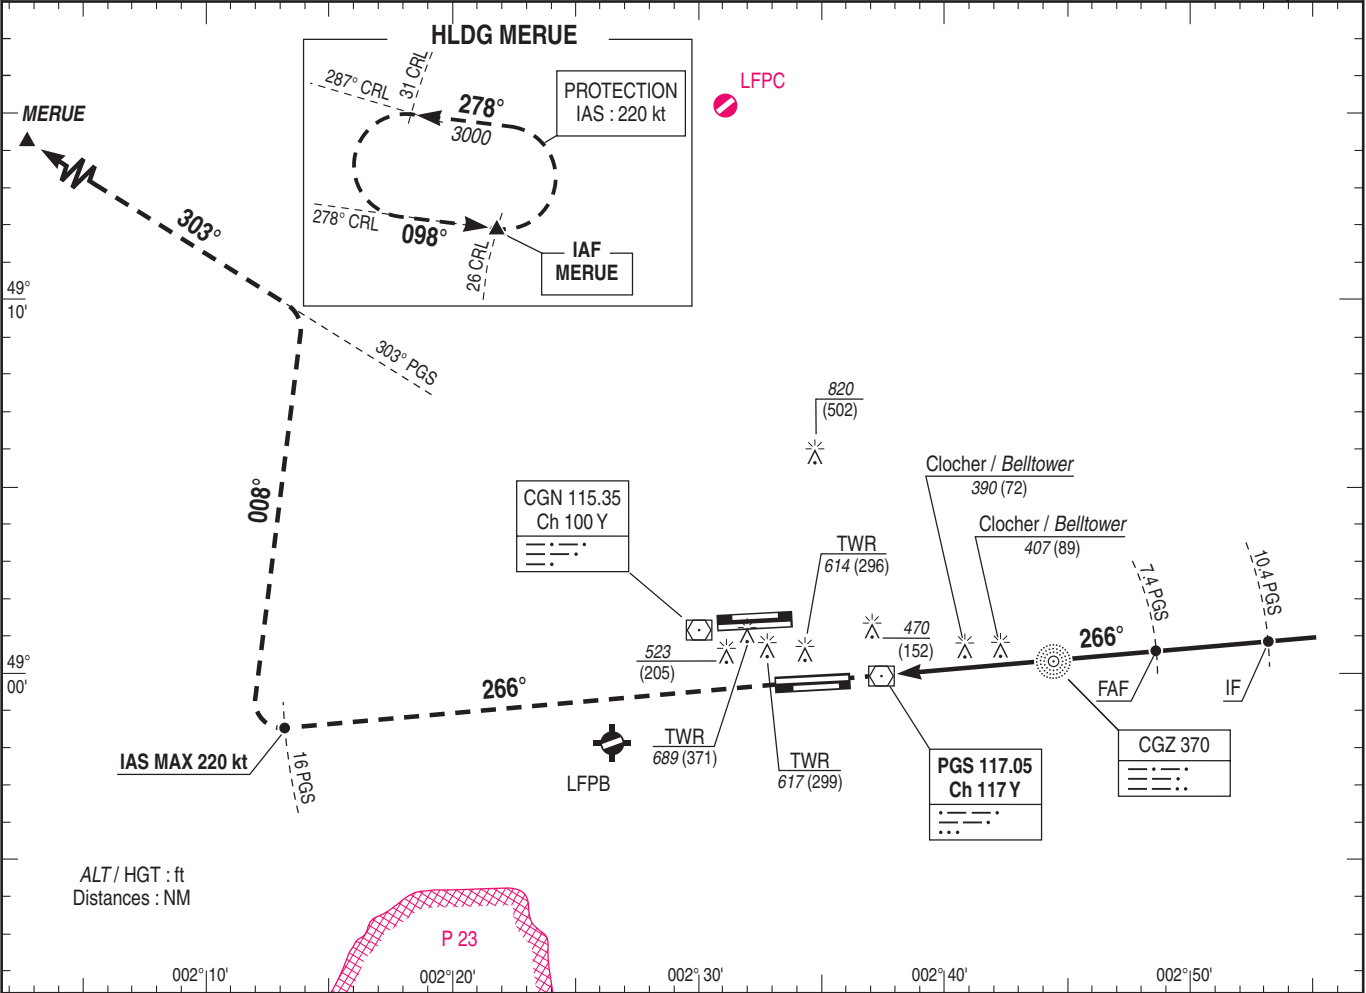 HLDG MERUE
287° CRL
31 CRL
278°
3000
PROTECTION
IAS : 220 kt
278° CRL
098°
26 CRL
IAF
MERUE
LFPC
MERUE
303°
49°
10'
303° PGS
008°
820
(502)
Clocher / Belltower
390 (72)
Clocher / Belltower
407 (89)
CGN 115.35
Ch 100 Y
TWR
614 (296)
7.4 PGS
10.4 PGS
470
(152)
266°
523
(205)
49°
00'
266°
FAF
IF
IAS MAX 220 kt
16 PGS
LFPB
TWR
689 (371)
TWR
617 (299)
PGS 117.05
Ch 117 Y
CGZ 370
ALT / HGT : ft
Distances : NM
P 23
002°10'
002°20'
002°30'
002°40'
002°50'